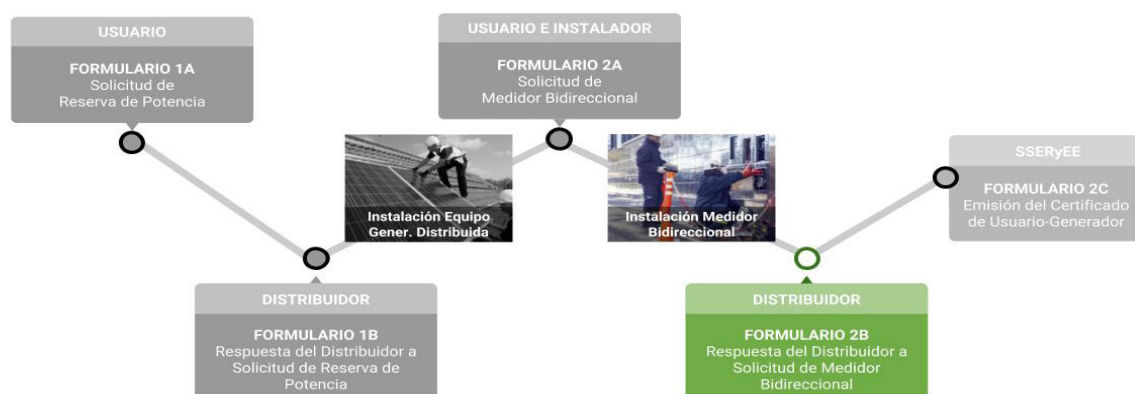 USUARIO
FORMULARIO 1A
Solicitud de
Reserva de Potencia
USUARIO E INSTALADOR
FORMULARIO 2A
Solicitud de
Medidor Bidireccional
Instalación Equipo
Gener. Distribuida
Instalación Medidor
Bidireccional
SSERyEE
FORMULARIO 2C
Emisión del Certificado
de Usuario-Generador
DISTRIBUIDOR
FORMULARIO 1B
Respuesta del Distribuidor a
Solicitud de Reserva de
Potencia
DISTRIBUIDOR
FORMULARIO 2B
Respuesta del Distribuidor a
Solicitud de Medidor
Bidireccional